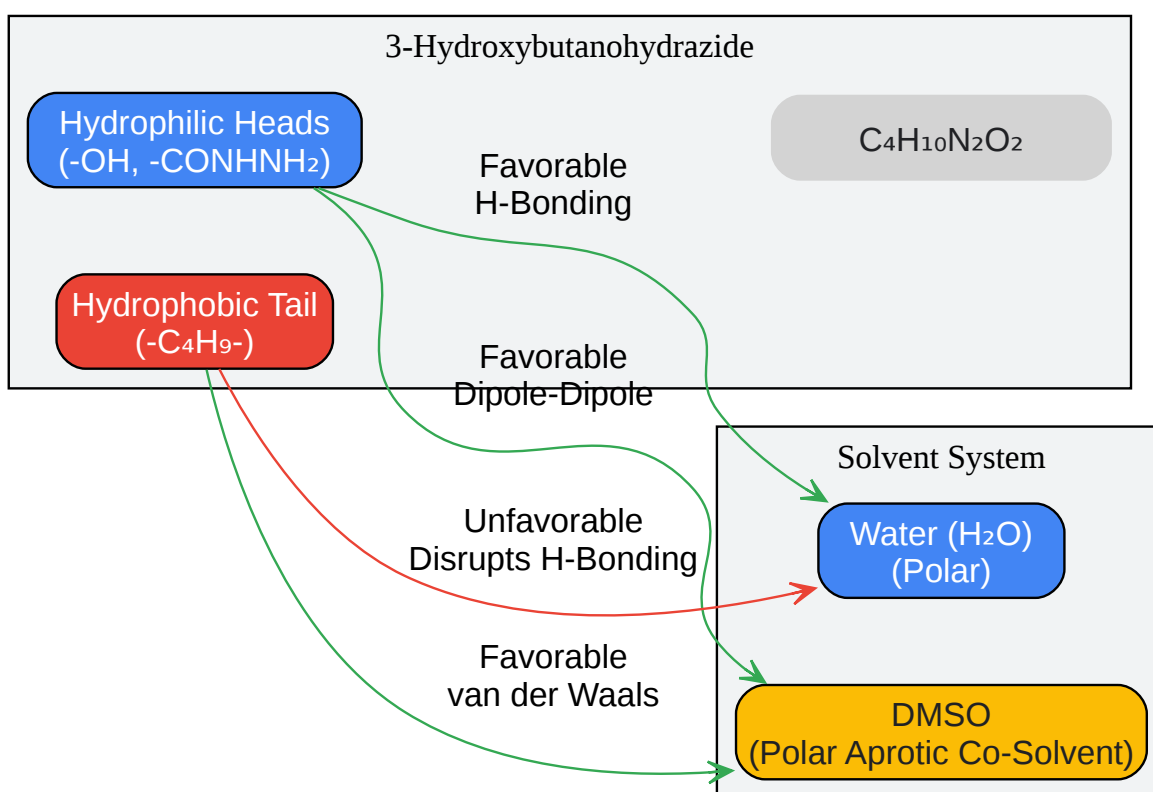 3-Hydroxybutanohydrazide
Hydrophilic Heads
(-OH, -CONHNH₂)
C₄H₁₀N₂O₂
Favorable
H-Bonding
Hydrophobic Tail
(-C₄H₉-)
Favorable
Dipole-Dipole
Solvent System
Unfavorable
Disrupts H-Bonding
Water (H₂O)
(Polar)
Favorable
van der Waals
DMSO
(Polar Aprotic Co-Solvent)